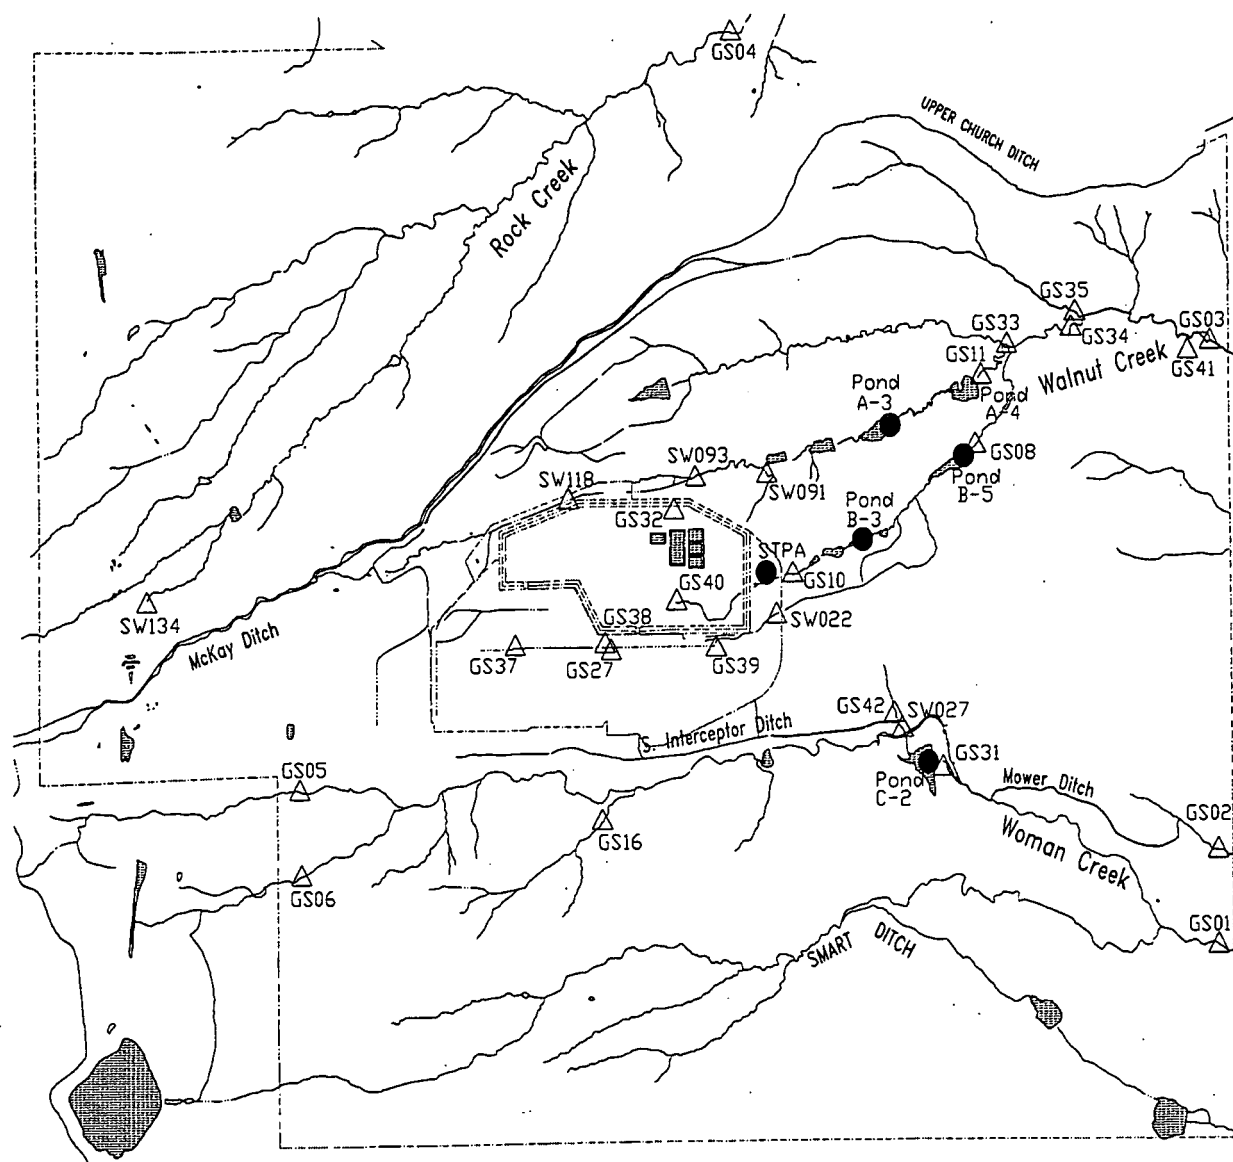 GS04
UPPER CHURCH DITCH
Rock Creek
GS35
GS33
GS34
GS03
GS11
GS41
Walnut Creek
Pond
A-3
Pond
A-4
GS08
SW093
SW118
SW091
Pond
B-5
GS32
Pond
B-3
STPA
GS40
GS10
SW134
McKay Ditch
GS38
SW022
GS37
GS27
GS39
GS42
SW027
S. Interceptor Ditch
GS31
GS05
Pond
C-2
Mower Ditch
GS02
GS16
Woman Creek
GS06
GS01
SMART DITCH